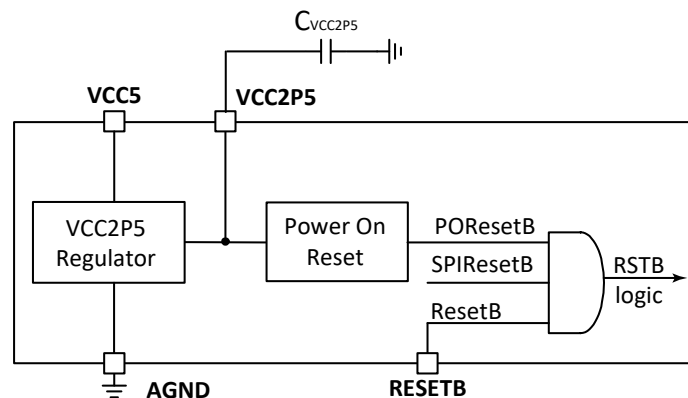 CVCC2P5
VCC5
VCC2P5
VCC2P5
Regulator
Power On
Reset
POResetB
SPIResetB
ResetB
RSTB
logic
AGND
RESETB